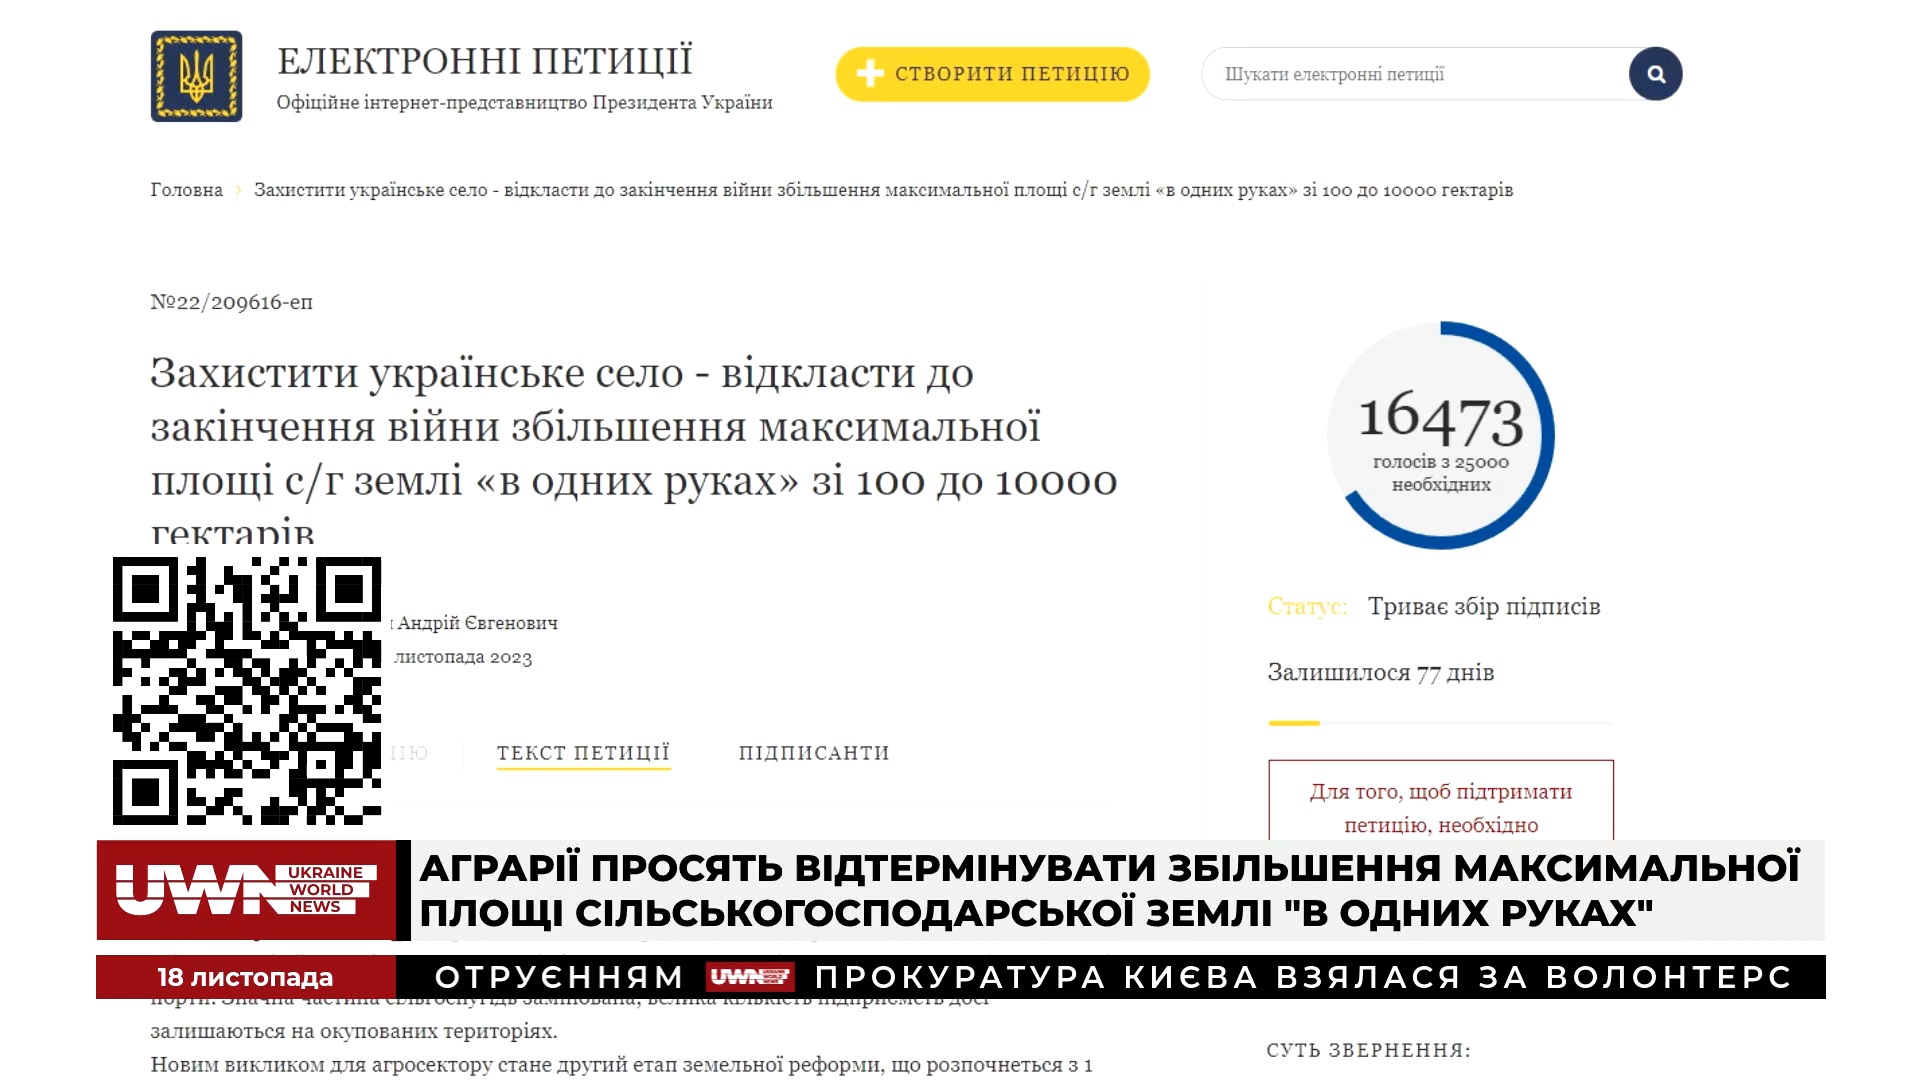 ЕЛЕКТРОННІ ПЕТИЦІЇ
Офіційне інтернет-представництво Президента України
СТВОРИТИ ПЕТИЦІЮ
Шукати електронні петиції
Головна > Захистити українське село - відкласти до закінчення війни збільшення максимальної площі с/г землі «в одних руках» зі 100 до 10000 гектарів
№22/209616-еп
Захистити українське село - відкласти до
закінчення війни збільшення максимальної
площі с/г землі «в одних руках» зі 100 до 10000
гектарів
16473
голосів з 25000
необхідних
Андрій Євгенович
листопада 2023
Статус: Триває збір підписів
Залишилося 77 днів
ТЕКСТ ПЕТИЦІЇ
ПІДПИСАНТИ
Для того, щоб підтримати
петицію, необхідно
UWN UKRAINE
WORLD
NEWS
АГРАРІЇ ПРОСЯТЬ ВІДТЕРМІНУВАТИ ЗБІЛЬШЕННЯ МАКСИМАЛЬНОЇ
ПЛОЩІ СІЛЬСЬКОГОСПОДАРСЬКОЇ ЗЕМЛІ "В ОДНИХ РУКАХ"
18 листопада
ОТРУЄННЯМ UWN ПРОКУРАТУРА КИЄВА ВЗЯЛАСЯ ЗА ВОЛОНТЕРС
залишаються на окупованих територіях.
Новим викликом для агросектору стане другий етап земельної реформи, що розпочнеться з 1
СУТЬ ЗВЕРНЕННЯ: